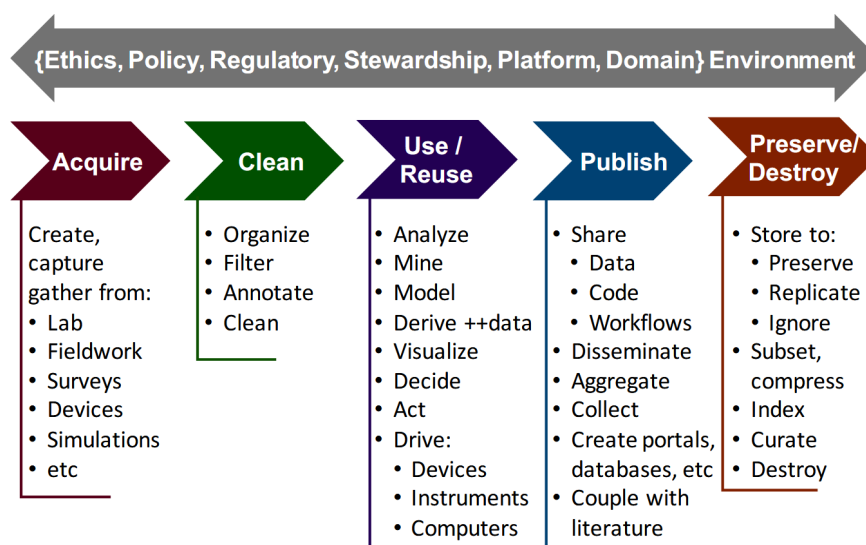 {Ethics, Policy, Regulatory, Stewardship, Platform, Domain} Environment
Acquire
Create,
capture
gather from:
• Lab
• Fieldwork
• Surveys
• Devices
• Simulations
• etc
Clean
• Organize
• Filter
• Annotate
• Clean
Use /
Reuse
• Analyze
• Mine
• Model
• Derive ++data
• Visualize
• Decide
• Act
• Drive:
• Devices
• Instruments
• Computers
Publish
• Share
• Data
• Code
• Workflows
• Disseminate
• Aggregate
• Collect
• Create portals,
databases, etc
• Couple with
literature
Preserve/
Destroy
• Store to:
• Preserve
• Replicate
• Ignore
• Subset,
compress
• Index
• Curate
• Destroy